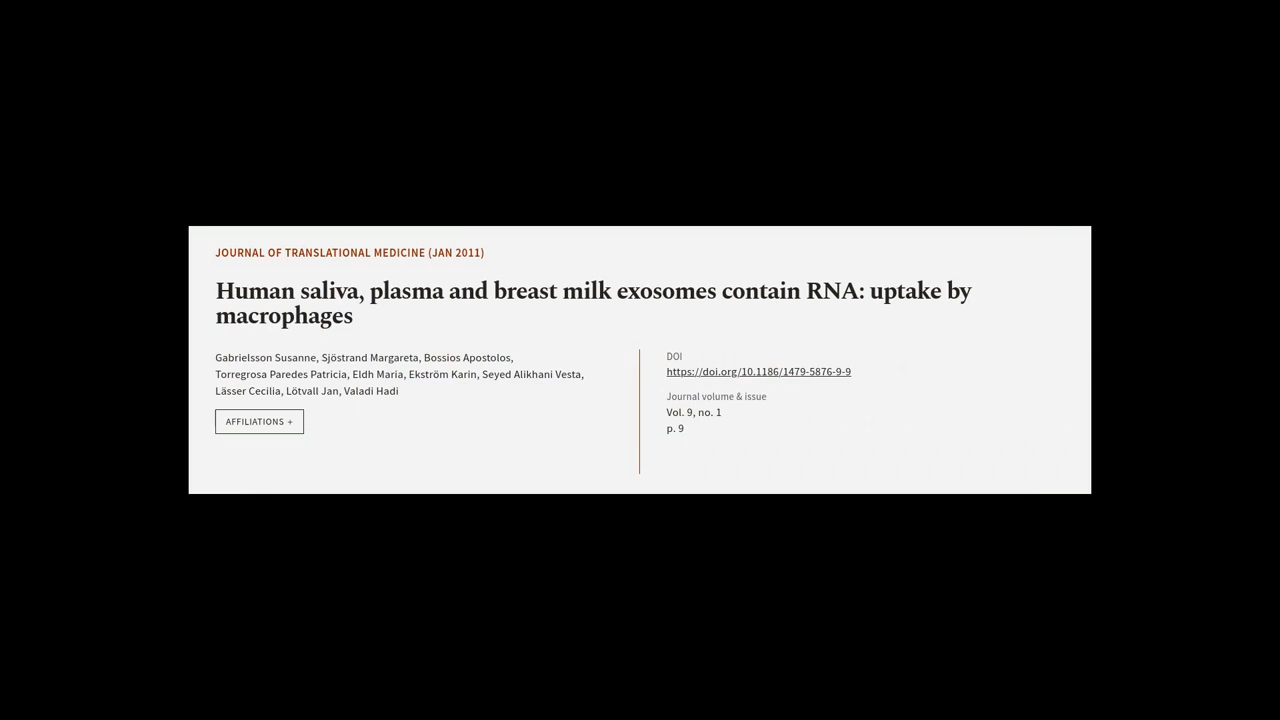 JOURNAL OF TRANSLATIONAL MEDICINE (JAN 2011)
Human saliva, plasma and breast milk exosomes contain RNA: uptake by
macrophages
Gabrielsson Susanne, Sjöstrand Margareta, Bossios Apostolos,
Torregrosa Paredes Patricia, Eldh Maria, Ekström Karin, Seyed Alikhani Vesta,
Lässer Cecilia, Lötvall Jan, Valadi Hadi
AFFILIATIONS +
DOI
https://doi.org/10.1186/1479-5876-9-9
Journal volume & issue
Vol. 9, no. 1
p. 9